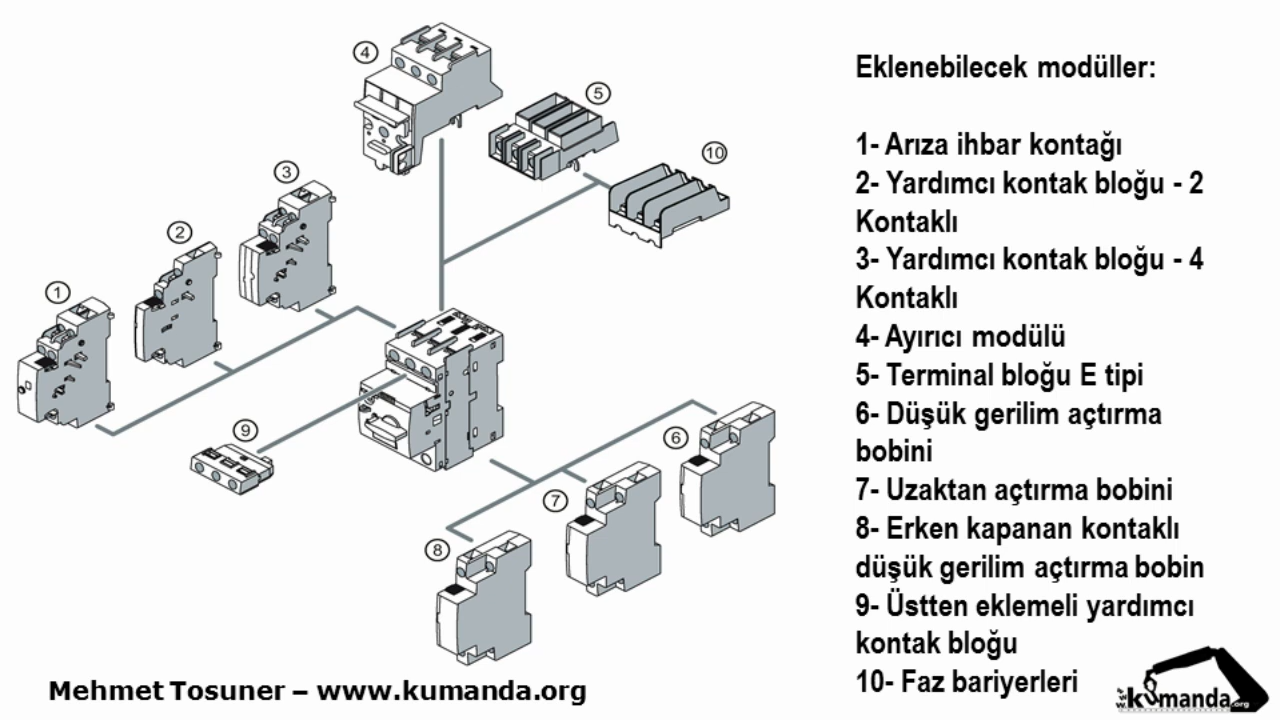 Eklenebilecek modüller:
1- Arıza ihbar kontağı
2- Yardımcı kontak bloğu - 2
Kontaklı
3- Yardımcı kontak bloğu - 4
Kontaklı
4- Ayırıcı modülü
5- Terminal bloğu E tipi
6- Düşük gerilim açtırma
bobini
7- Uzaktan açtırma bobini
8- Erken kapanan kontaklı
düşük gerilim açtırma bobin
9- Üstten eklemeli yardımcı
kontak bloğu
10- Faz bariyerleri
4
5
10
3
2
1
9
6
7
8
Mehmet Tosuner – www.kumanda.org
www.kumanda.org